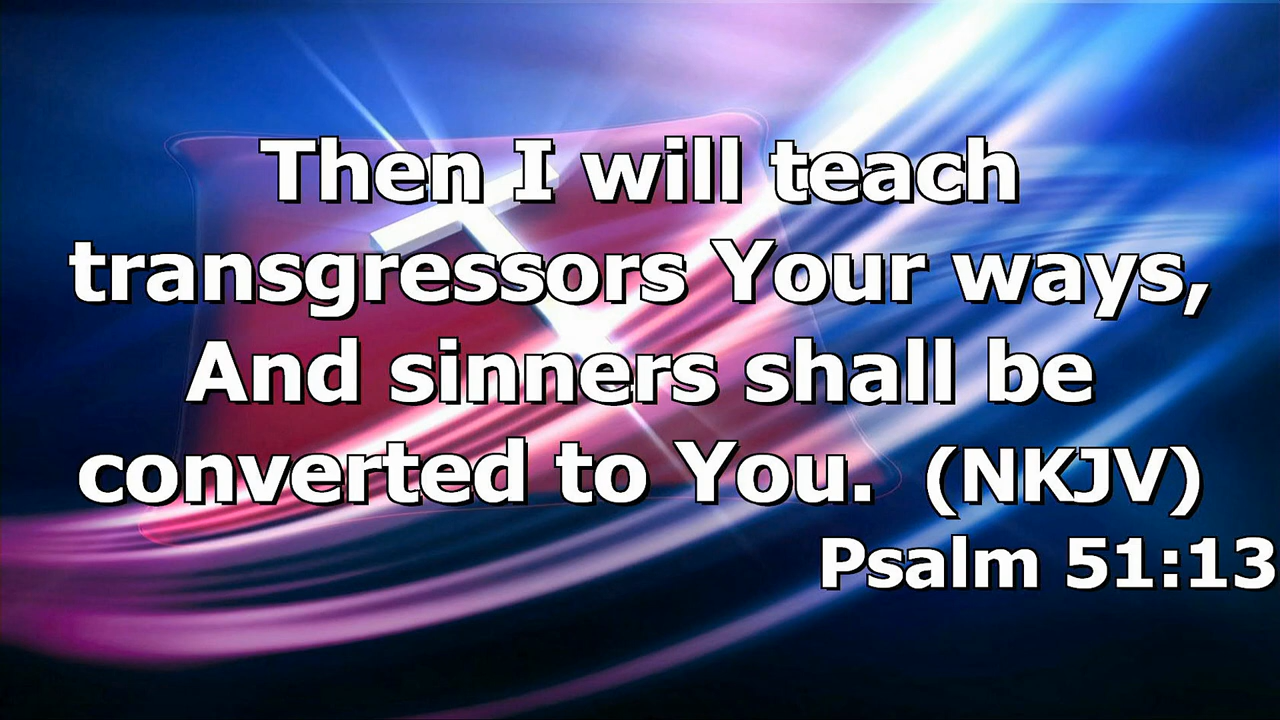 Then I will teach
transgressors Your ways,
And sinners shall be
converted to You. (NKJV)
Psalm 51:13